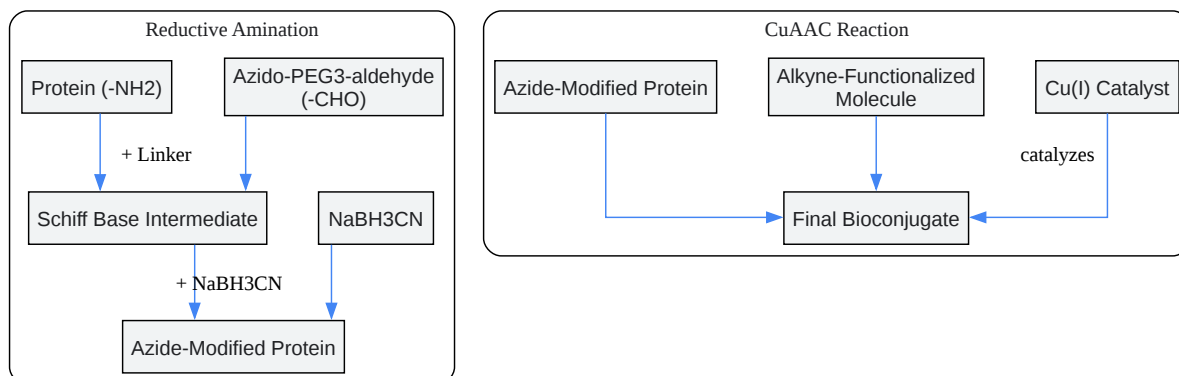 Reductive Amination
Protein (-NH2)
Azido-PEG3-aldehyde
(-CHO)
+ Linker
Schiff Base Intermediate
NaBH3CN
+ NaBH3CN
Azide-Modified Protein
CuAAC Reaction
Azide-Modified Protein
Alkyne-Functionalized
Molecule
Cu(I) Catalyst
catalyzes
Final Bioconjugate